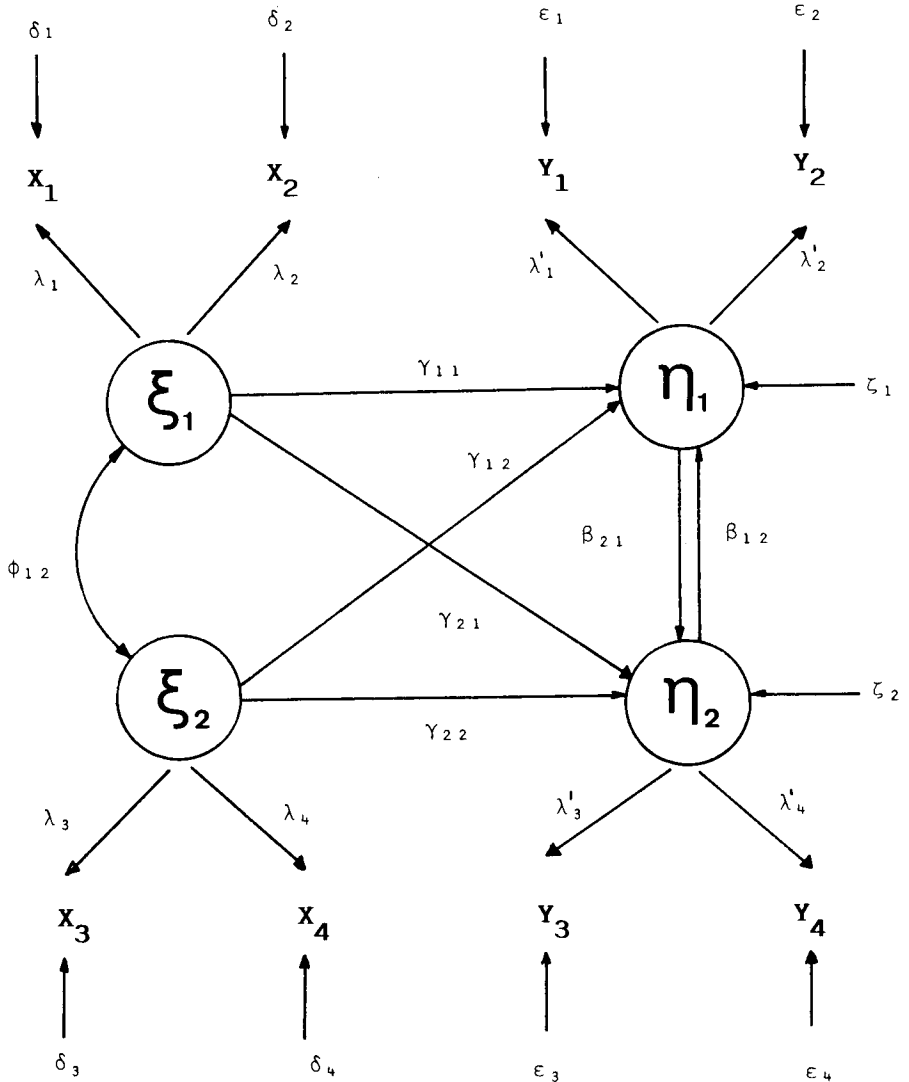 δ1 δ2 ε1 ε2
X1 X2 Y1 Y2
λ1 λ2 λ'1 λ'2
ξ1 γ11 η1 ζ1
γ12
φ12 β21 β12
γ21
ξ2 γ22 η2 ζ2
λ3 λ4 λ'3 λ'4
X3 X4 Y3 Y4
δ3 δ4 ε3 ε4